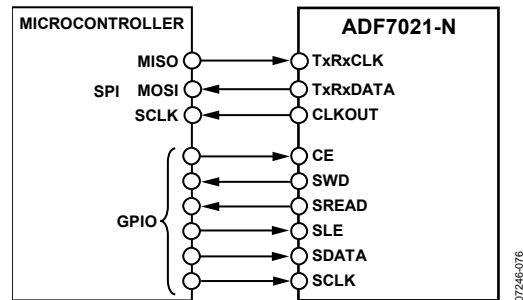 MICROCONTROLLER
ADF7021-N
MISO
TxRxCLK
SPI
MOSI
TxRxDATA
SCLK
CLKOUT
CE
SWD
SREAD
GPIO
SLE
SDATA
SCLK
07246-076